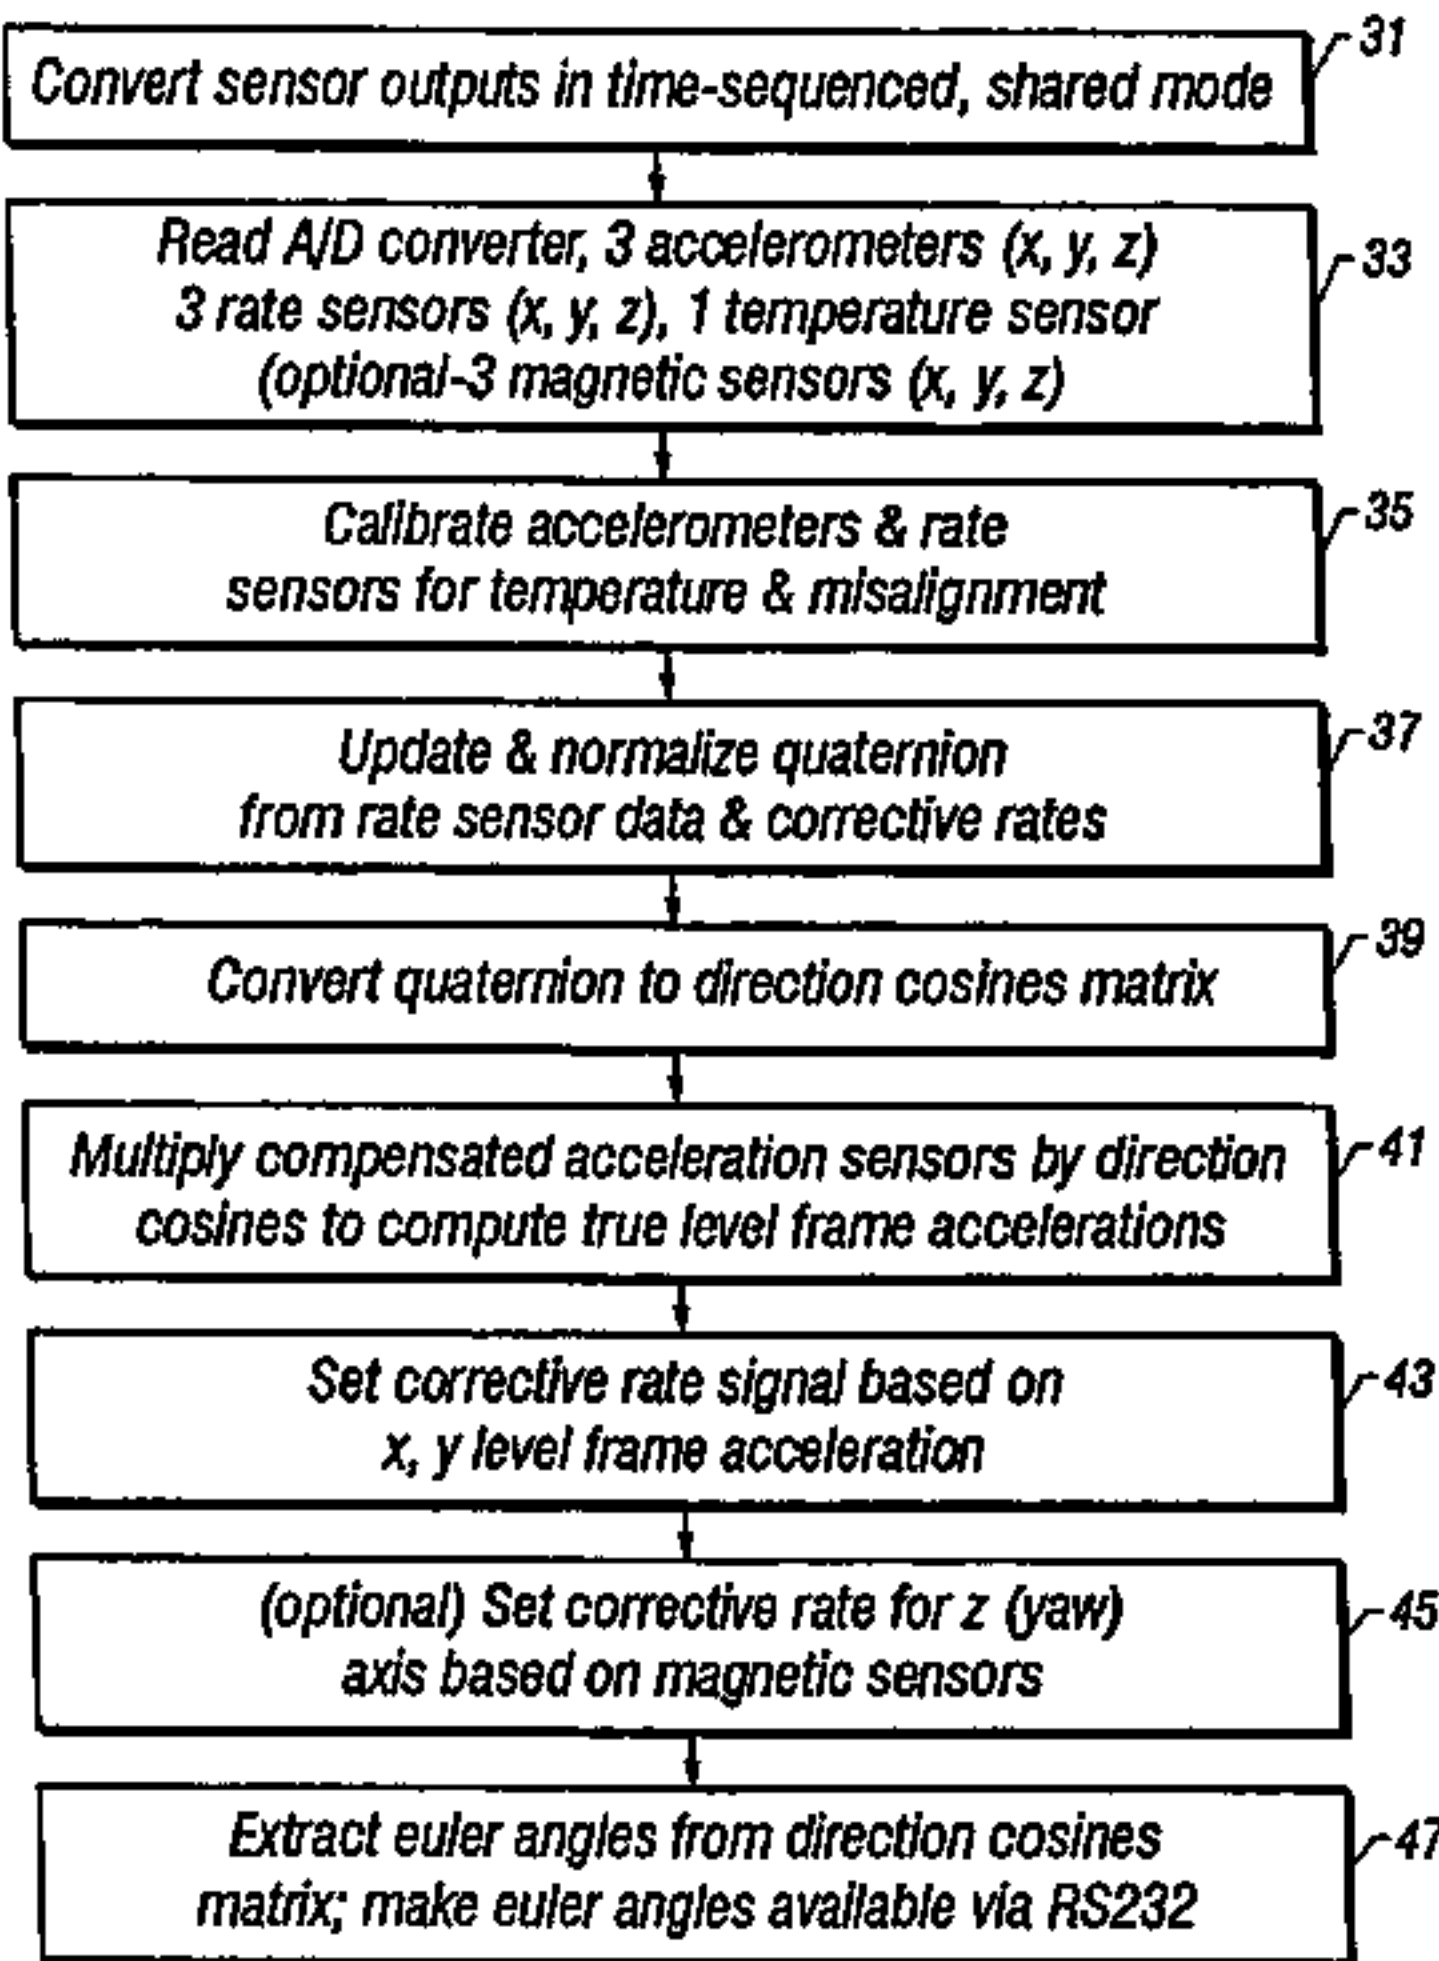 31
Convert sensor outputs in time-sequenced, shared mode
Read A/D converter, 3 accelerometers (x, y, z)
33
3 rate sensors (x, y, z), 1 temperature sensor
(optional-3 magnetic sensors (x, y, z)
Calibrate accelerometers & rate
35
sensors for temperature & misalignment
Update & normalize quaternion
37
from rate sensor data & corrective rates
39
Convert quaternion to direction cosines matrix
Multiply compensated acceleration sensors by direction
41
cosines to compute true level frame accelerations
Set corrective rate signal based on
43
x, y level frame acceleration
(optional) Set corrective rate for z (yaw)
45
axis based on magnetic sensors
Extract euler angles from direction cosines
47
matrix; make euler angles available via RS232